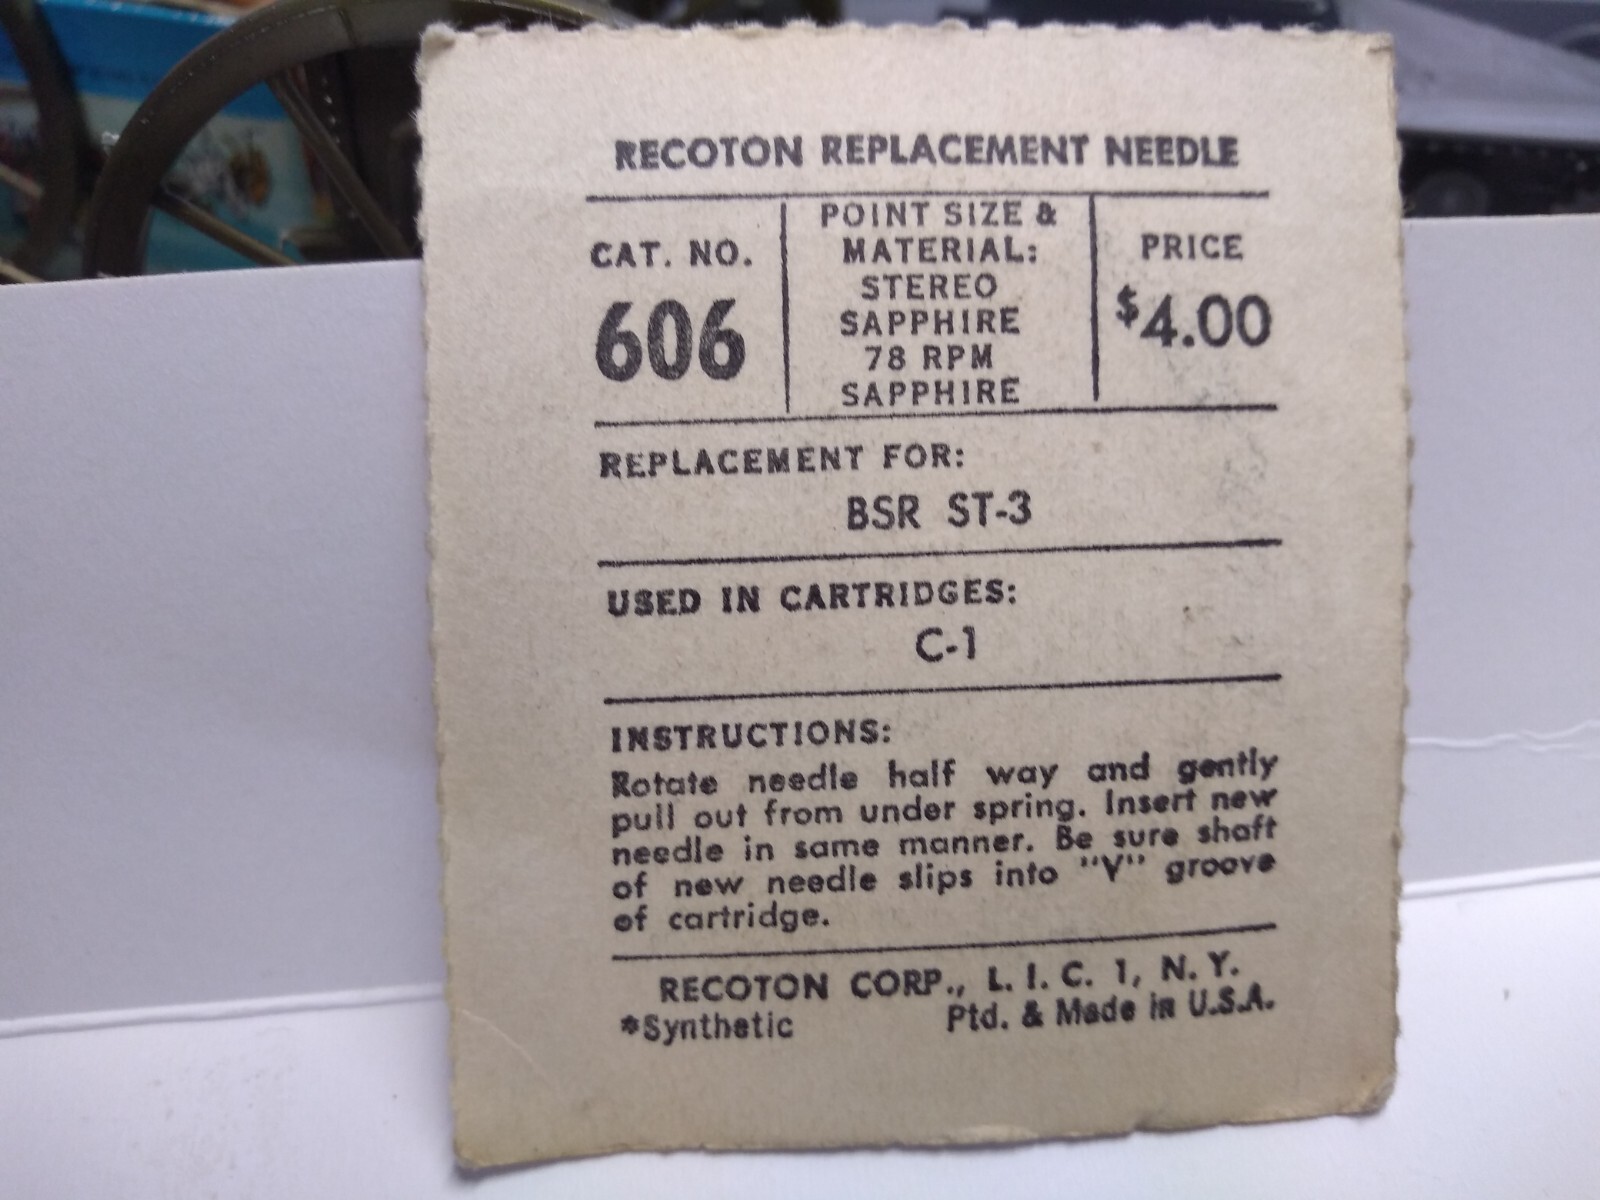 RECOTON REPLACEMENT NEEDLE
CAT. NO.
606
POINT SIZE &
MATERIAL:
STEREO
SAPPHIRE
78 RPM
SAPPHIRE
PRICE
$4.00
REPLACEMENT FOR:
BSR ST-3
USED IN CARTRIDGES:
C-1
INSTRUCTIONS:
Rotate needle half way and gently
pull out from under spring. Insert new
needle in same manner. Be sure shaft
of new needle slips into "V" groove
of cartridge.
RECOTON CORP., L. I. C. 1, N. Y.
*Synthetic Ptd. & Made in U.S.A.